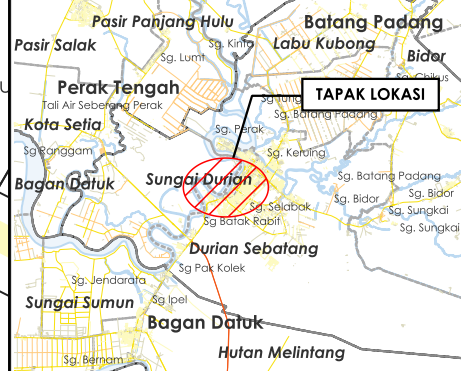 Pasir Panjang Hulu
Batang Padang
Pasir Salak
Sg. Kinta
Labu Kubong
Sg. Lumt
Bidor
Sg. Chikus
Perak Tengah
TAPAK LOKASI
Tali Air Seberang Perak
Sg. Batang Padang
Kota Setia
Sg. Perak
Sg Ranggam
Sg. Keruing
Bagan Datuk
Sungai Durian
Sg. Batang Padang
Sg. Bidor
Sg. Bidor
Sg. Selabak
Sg. Sungkai
Sg Batak Rabit
Sg. Sungkai
Durian Sebatang
Sg Pak Kolek
Sg. Jendarata
Sungai Sumun
Sg Ipel
Bagan Datuk
Hutan Melintang
Sg. Bernam